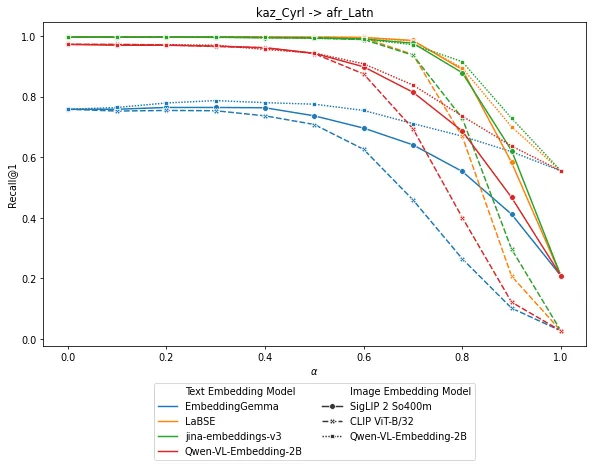 kaz_Cyrl -> afr_Latn
Recall@1
1.0
0.8
0.6
0.4
0.2
0.0
0.0 0.2 0.4 0.6 0.8 1.0
α
Text Embedding Model
EmbeddingGemma
LaBSE
jina-embeddings-v3
Qwen-VL-Embedding-2B
Image Embedding Model
SigLIP 2 So400m
CLIP ViT-B/32
Qwen-VL-Embedding-2B